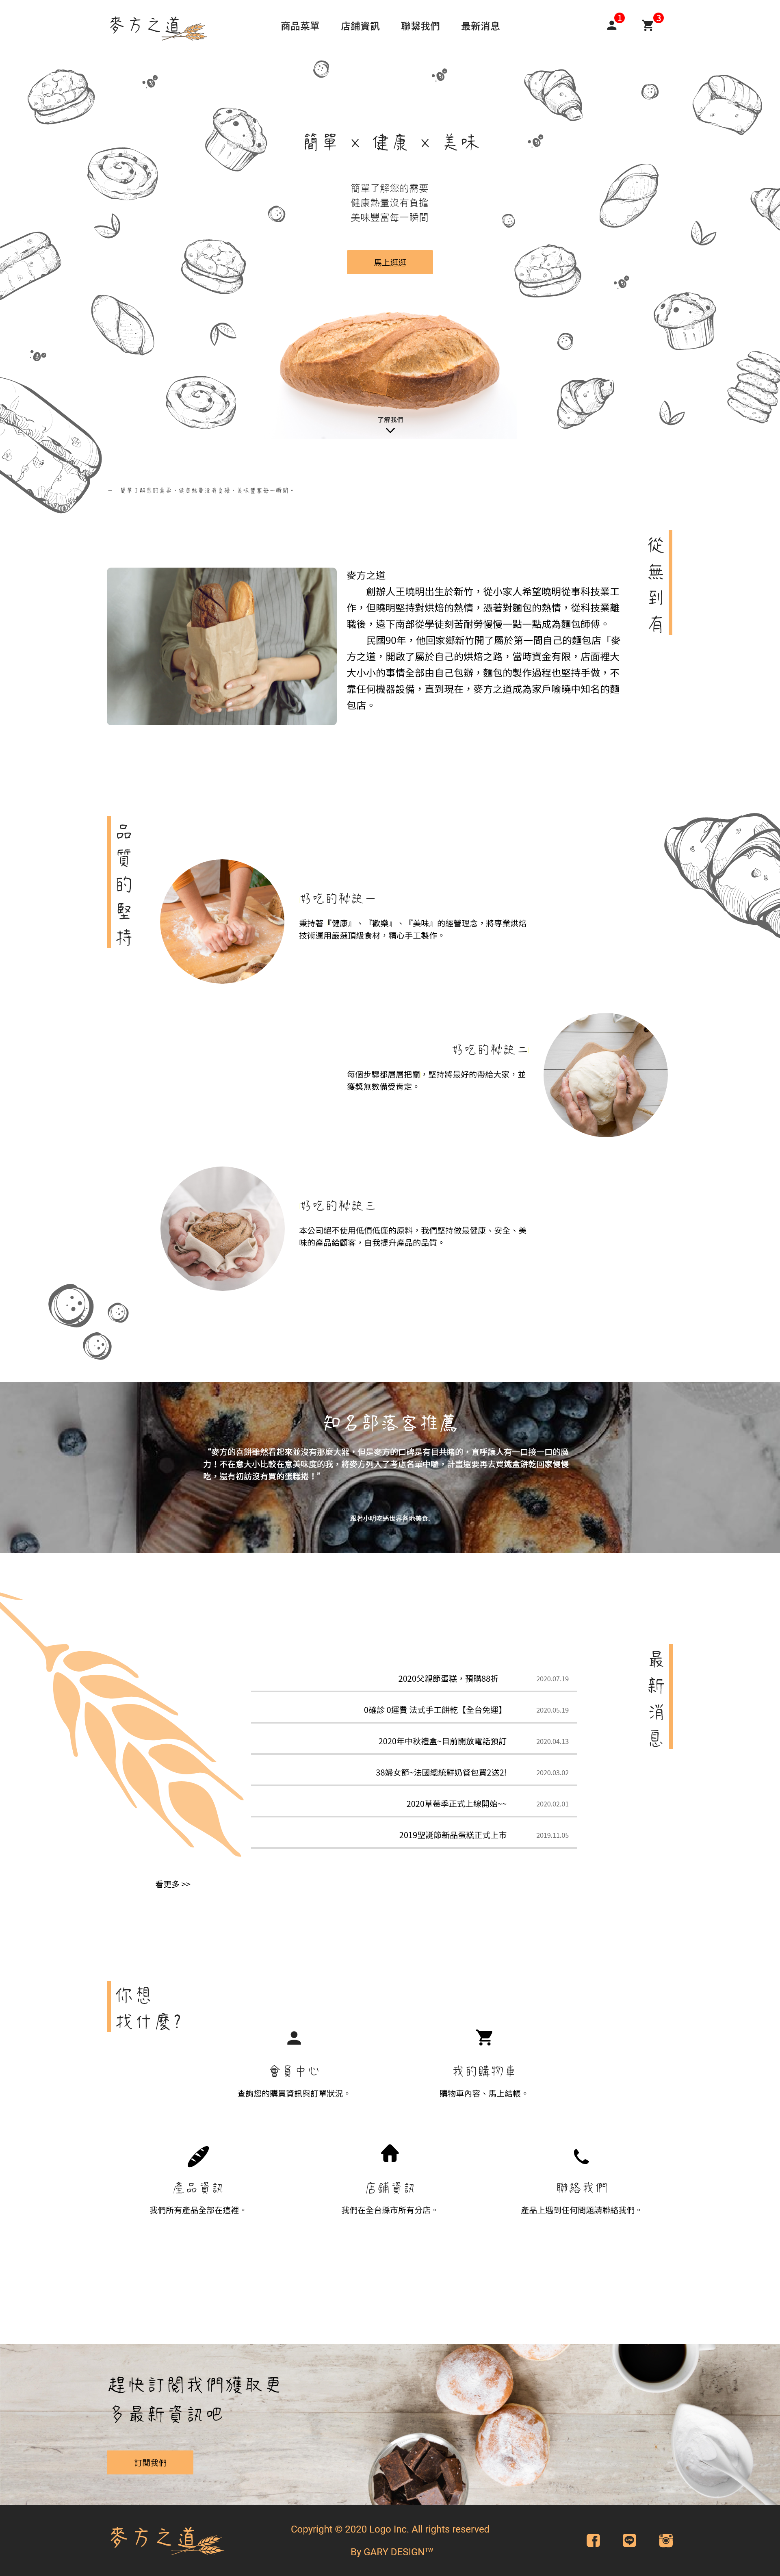 麥方之道
商品菜單 店鋪資訊 聯繫我們 最新消息
1 3
簡單 x 健康 x 美味
簡單了解您的需要
健康熱量沒有負擔
美味豐富每一瞬間
馬上逛逛
了解我們
— 簡單了解您的需要，健康熱量沒有負擔，美味豐富每一瞬間。
從無到有
麥方之道
創辦人王曉明出生於新竹，從小家人希望曉明從事科技業工
作，但曉明堅持對烘焙的熱情，憑著對麵包的熱情，從科技業離
職後，遠下南部從學徒刻苦耐勞慢慢一點一點成為麵包師傅。
民國90年，他回家鄉新竹開了屬於第一間自己的麵包店「麥
方之道，開啟了屬於自己的烘焙之路，當時資金有限，店面裡大
大小小的事情全部由自己包辦，麵包的製作過也堅持手做，不
靠任何機器設備，直到現在，麥方之道成為家戶喻曉中知名的麵
包店。
品質的堅持
好吃的秘訣一
秉持著『健康』、『歡樂』、『美味』的經營理念，將專業烘焙
技術運用嚴選頂級食材，精心手工製作。
好吃的秘訣二
每個步驟都層層把關，堅持將最好的帶給大家，並
獲獎無數備受肯定。
好吃的秘訣三
本公司絕不使用低價低廉的原料，我們堅持做最健康、安全、美
味的產品給顧客，自我提升產品的品質。
知名部落客推薦
"麥方的喜餅雖然看起來並沒有那麼大器，但是麥方的口碑是有目共睹的，直呼讓人有一口接一口的魔
力！不在意大小比較在意美味度的我，將麥方列入了考慮名單中囉，計畫還要再去買鐵盒餅乾回家慢慢
吃，還有初訪沒有買的蛋糕捲！"
—跟著小明吃遍世界各地美食.—
最新消息
2020父親節蛋糕，預購88折 2020.07.19
0確診 0運費 法式手工餅乾【全台免運】 2020.05.19
2020年中秋禮盒~目前開放電話預訂 2020.04.13
38婦女節~法國總統鮮奶餐包買2送2! 2020.03.02
2020草莓季正式上線開始~~ 2020.02.01
2019聖誕節新品蛋糕正式上市 2019.11.05
看更多 >>
你想
找什麼?
會員中心
查詢您的購買資訊與訂單狀況。
我的購物車
購物車內容、馬上結帳。
產品資訊
我們所有產品全部在這裡。
店鋪資訊
我們在全台縣市所有分店。
聯絡我們
產品上遇到任何問題請聯絡我們。
趕快訂閱我們獲取更
多最新資訊吧
訂閱我們
麥方之道
Copyright © 2020 Logo Inc. All rights reserved
By GARY DESIGN™